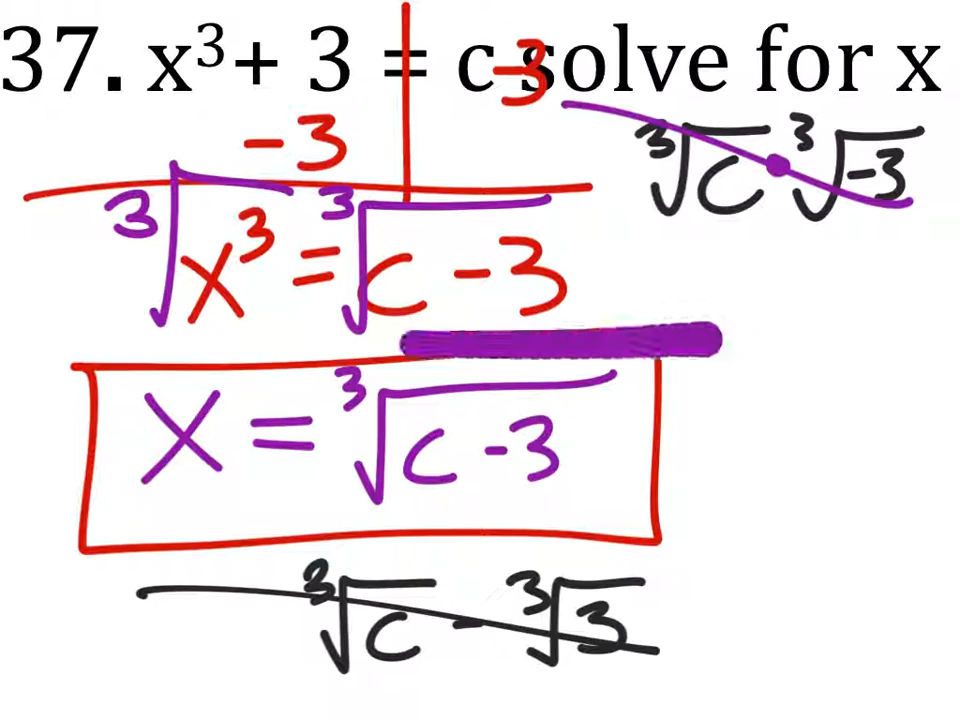 37. x³+ 3 = c solve for x
-3 -3
∛x³ = ∛c - 3
∛c · ∛-3
x = ∛c - 3
∛c - ∛3